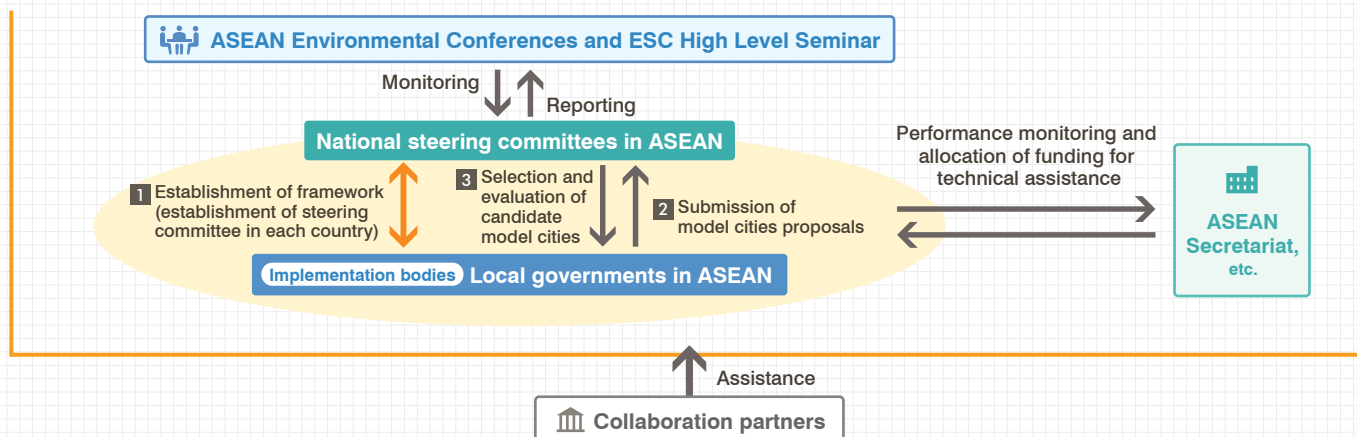 ASEAN Environmental Conferences and ESC High Level Seminar
Monitoring
Reporting
National steering committees in ASEAN
1 Establishment of framework
(establishment of steering
committee in each country)
3 Selection and
evaluation of
candidate
model cities
2 Submission of
model cities proposals
Implementation bodies Local governments in ASEAN
Performance monitoring and
allocation of funding for
technical assistance
ASEAN
Secretariat,
etc.
Assistance
Collaboration partners